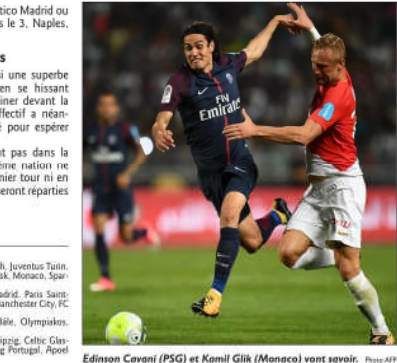 tico Madrid ou
le 3, Naples,
s
i une superbe
en se hissant
iner devant la
ffectif a néan-
pour espérer
t pas dans la
ème nation ne
nier tour ni en
eront réparties
h, Juventus Turin.
sk, Monaco, Spar-
adrid, Paris Saint-
anchester City, FC
Bâle, Olympiakos,
ipzig, Celtic Glas-
g Portugal, Apoel
Fly
Emirates
Edinson Cavani (PSG) et Kamil Glik (Monaco) vont savoir. Photo AFP